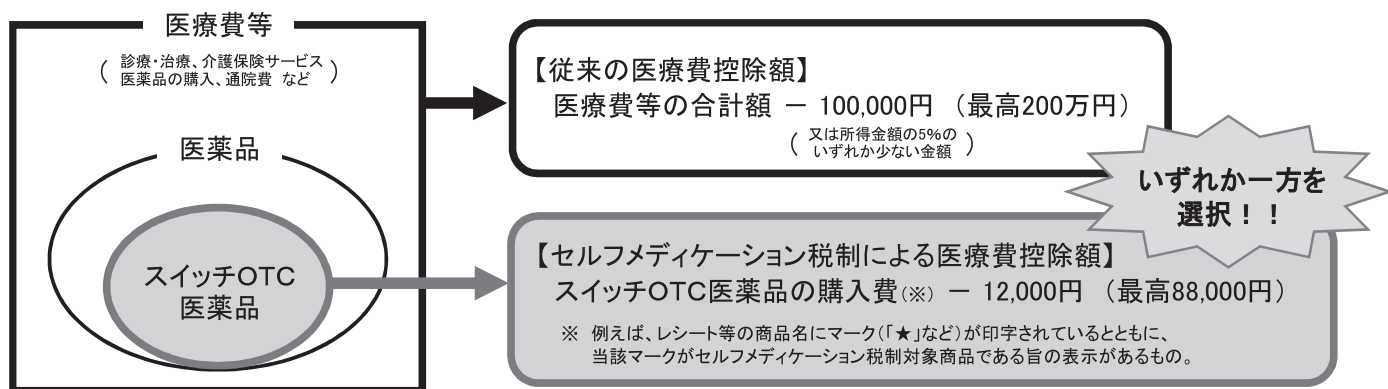 医療費等
（ 診療・治療、介護保険サービス
医薬品の購入、通院費 など ）
医薬品
スイッチOTC
医薬品
【従来の医療費控除額】
医療費等の合計額 － 100,000円 （最高200万円）
（ 又は所得金額の5％の
いずれか少ない金額 ）
いずれか一方を
選択！！
【セルフメディケーション税制による医療費控除額】
スイッチOTC医薬品の購入費(※) － 12,000円 （最高88,000円）
※ 例えば、レシート等の商品名にマーク(「★」など)が印字されているとともに、
当該マークがセルフメディケーション税制対象商品である旨の表示があるもの。